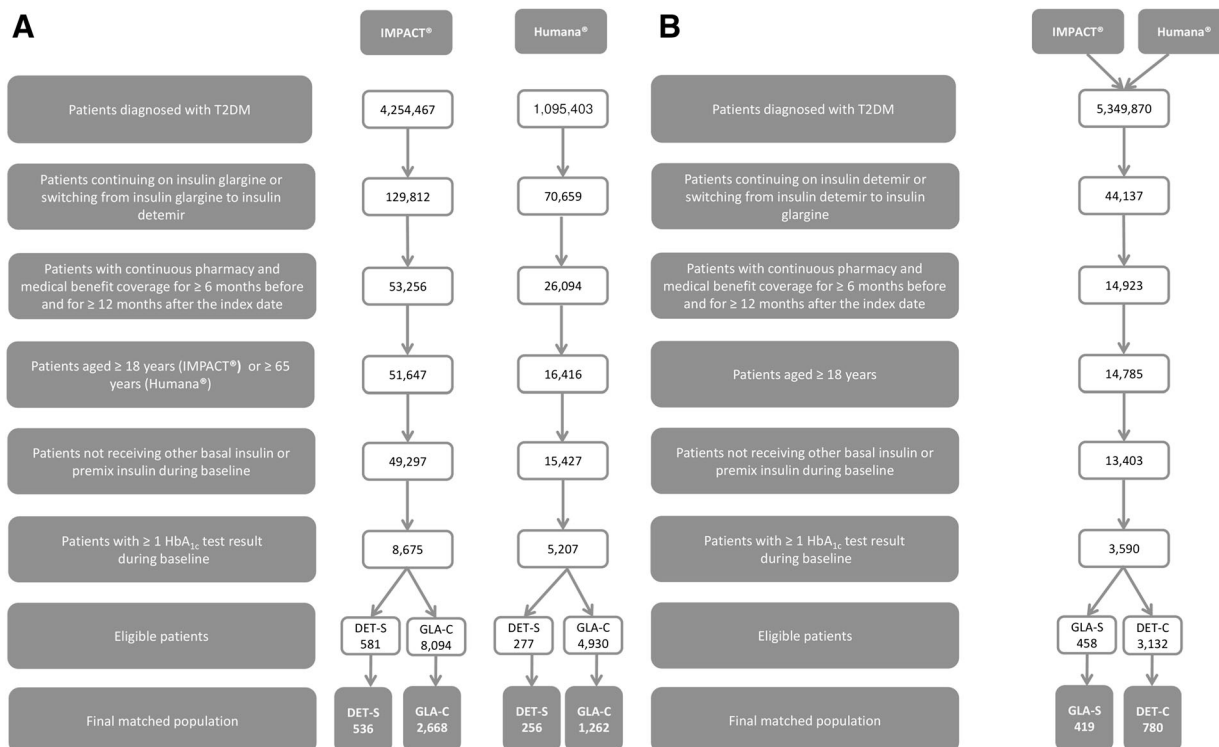 A
IMPACT®
Humana®
Patients diagnosed with T2DM
4,254,467
1,095,403
Patients continuing on insulin glargine or
switching from insulin glargine to insulin
detemir
129,812
70,659
Patients with continuous pharmacy and
medical benefit coverage for ≥ 6 months before
and for ≥ 12 months after the index date
53,256
26,094
Patients aged ≥ 18 years (IMPACT®) or ≥ 65
years (Humana®)
51,647
16,416
Patients not receiving other basal insulin or
premix insulin during baseline
49,297
15,427
Patients with ≥ 1 HbA1c test result
during baseline
8,675
5,207
Eligible patients
DET-S
581
GLA-C
8,094
DET-S
277
GLA-C
4,930
Final matched population
DET-S
536
GLA-C
2,668
DET-S
256
GLA-C
1,262
B
IMPACT®
Humana®
Patients diagnosed with T2DM
5,349,870
Patients continuing on insulin detemir or
switching from insulin detemir to insulin
glargine
44,137
Patients with continuous pharmacy and
medical benefit coverage for ≥ 6 months before
and for ≥ 12 months after the index date
14,923
Patients aged ≥ 18 years
14,785
Patients not receiving other basal insulin or
premix insulin during baseline
13,403
Patients with ≥ 1 HbA1c test result
during baseline
3,590
Eligible patients
GLA-S
458
DET-C
3,132
Final matched population
GLA-S
419
DET-C
780